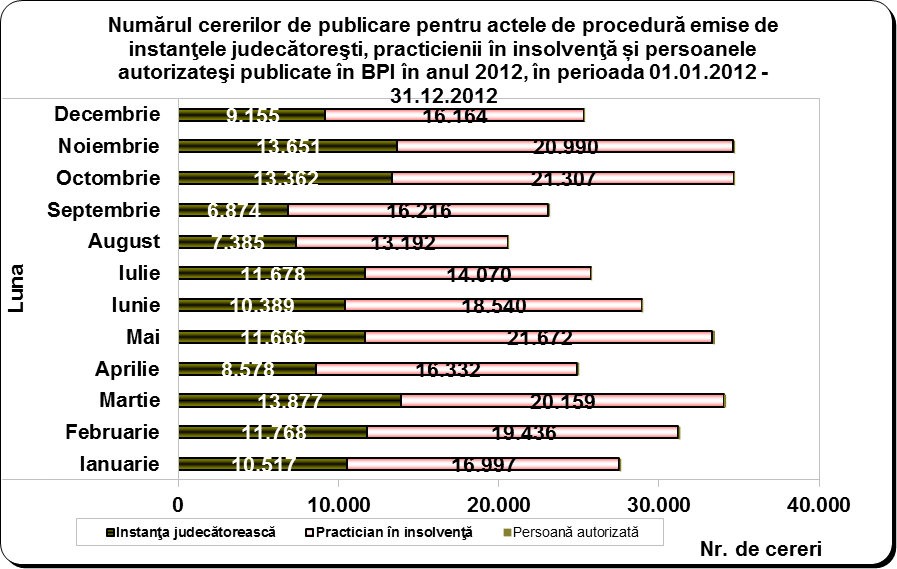 Numărul cererilor de publicare pentru actele de procedură emise de
instanţele judecătoreşti, practicienii în insolvenţă și persoanele
autorizateşi publicate în BPI în anul 2012, în perioada 01.01.2012 -
31.12.2012
Decembrie 9.155 16.164
Noiembrie 13.651 20.990
Octombrie 13.362 21.307
Septembrie 6.874 16.216
August 7.385 13.192
Iulie 11.678 14.070
Iunie 10.389 18.540
Mai 11.666 21.672
Aprilie 8.578 16.332
Martie 13.877 20.159
Februarie 11.768 19.436
Ianuarie 10.517 16.997
Luna
0 10.000 20.000 30.000 40.000
Instanţa judecătorească Practician în insolvenţă Persoană autorizată
Nr. de cereri